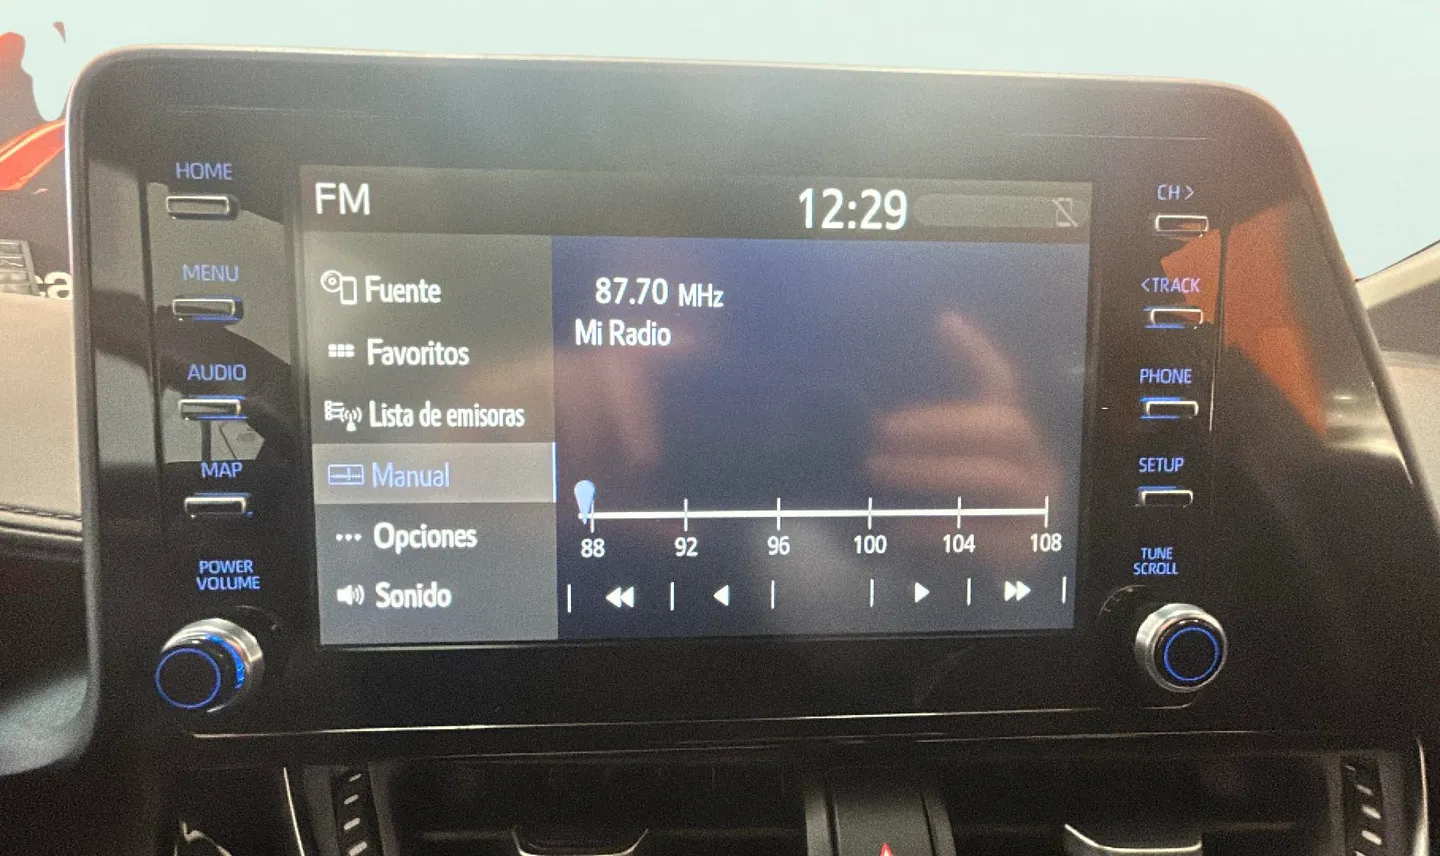 HOME
MENU
AUDIO
MAP
POWER
VOLUME
FM
12:29
Fuente
Favoritos
Lista de emisoras
Manual
Opciones
Sonido
87.70 MHz
Mi Radio
88 92 96 100 104 108
CH >
< TRACK
PHONE
SETUP
TUNE
SCROLL